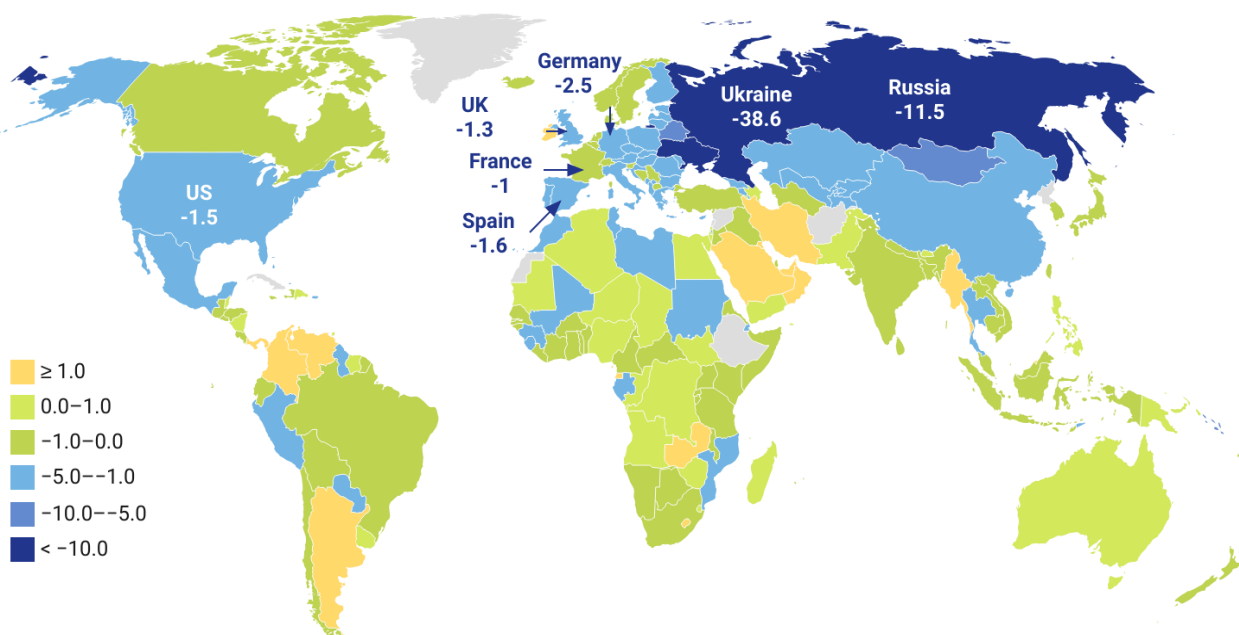 Germany
-2.5
UK
-1.3
Ukraine
-38.6
Russia
-11.5
France
-1
US
-1.5
Spain
-1.6
≥ 1.0
0.0–1.0
−1.0–0.0
−5.0–−1.0
−10.0–−5.0
< −10.0